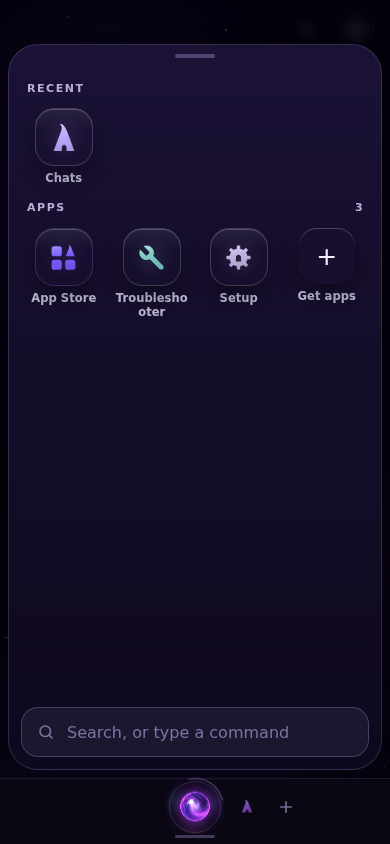 RECENT
Chats
APPS 3
App Store Troublesho Setup Get apps
oter
Search, or type a command